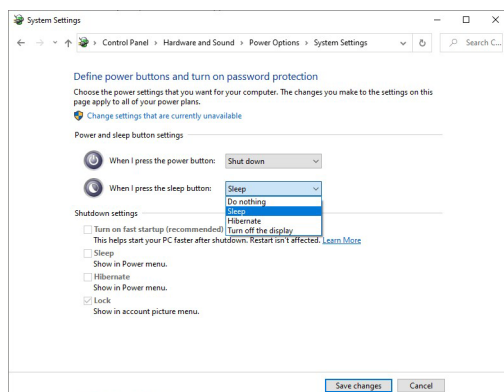 System Settings
Control Panel > Hardware and Sound > Power Options > System Settings
Search C...
Define power buttons and turn on password protection
Choose the power settings that you want for your computer. The changes you make to the settings on this
page apply to all of your power plans.
Change settings that are currently unavailable
Power and sleep button settings
When I press the power button: Shut down
When I press the sleep button: Sleep
Do nothing
Sleep
Hibernate
Turn off the display
Shutdown settings
Turn on fast startup (recommended)
This helps start your PC faster after shutdown. Restart isn't affected. Learn More
Sleep
Show in Power menu.
Hibernate
Show in Power menu.
Lock
Show in account picture menu.
Save changes Cancel